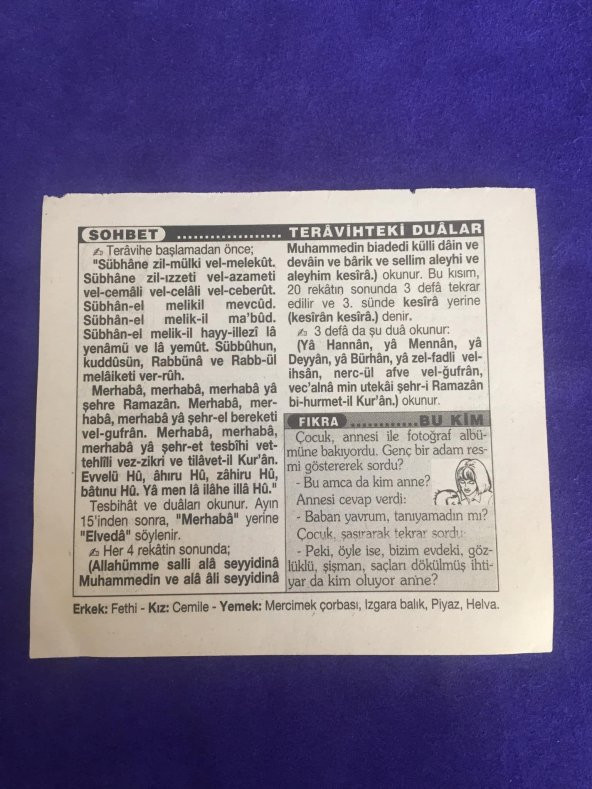 SOHBET .................... TERÂVİHTEKİ DUÂLAR
✍ Terâvihe başlamadan önce;
"Sübhâne zil-mülki vel-melekût.
Sübhâne zil-ızzeti vel-azameti
vel-cemâli vel-celâli vel-ceberût.
Sübhân-el melikil mevcûd.
Sübhân-el melik-il ma'bûd.
Sübhân-el melik-il hayy-illezî lâ
yenâmü ve lâ yemût. Sübbûhun,
kuddûsün, Rabbünâ ve Rabb-ül
melâiketi ver-rûh.
Merhabâ, merhabâ, merhabâ yâ
şehre Ramazân. Merhabâ, mer-
habâ, merhabâ yâ şehr-el bereketi
vel-gufrân. Merhabâ, merhabâ,
merhabâ yâ şehr-et tesbîhi vet-
tehlîli vez-zikri ve tilâvet-il Kur'ân.
Evvelü Hû, âhıru Hû, zâhiru Hû,
bâtınu Hû. Yâ men lâ ilâhe illâ Hû."
Tesbihât ve duâları okunur. Ayın
15'inden sonra, "Merhabâ" yerine
"Elvedâ" söylenir.
✍ Her 4 rekâtin sonunda;
(Allahümme salli alâ seyyidinâ
Muhammedin ve alâ âli seyyidinâ
Muhammedin biadedi külli dâin ve
devâin ve bârik ve sellim aleyhi ve
aleyhim kesîrâ.) okunur. Bu kısım,
20 rekâtın sonunda 3 defâ tekrar
edilir ve 3. sünde kesîrâ yerine
(kesîrân kesîrâ.) denir.
✍ 3 defâ da şu duâ okunur:
(Yâ Hannân, yâ Mennân, yâ
Deyyân, yâ Bürhân, yâ zel-fadli vel-
ihsân, nerc-ül afve vel-ğufrân,
vec'alnâ min utekâi şehr-i Ramazân
bi-hurmet-il Kur'ân.) okunur.
FIKRA .................... BU KİM
Çocuk, annesi ile fotoğraf albü-
müne bakıyordu. Genç bir adam res-
mi göstererek sordu?
- Bu amca da kim anne?
Annesi cevap verdi:
- Baban yavrum, tanıyamadın mı?
Çocuk, şaşırarak tekrar sordu:
- Peki, öyle ise, bizim evdeki, göz-
lüklü, şişman, saçları dökülmüş ihti-
yar da kim oluyor anne?
Erkek: Fethi - Kız: Cemile - Yemek: Mercimek çorbası, Izgara balık, Piyaz, Helva.